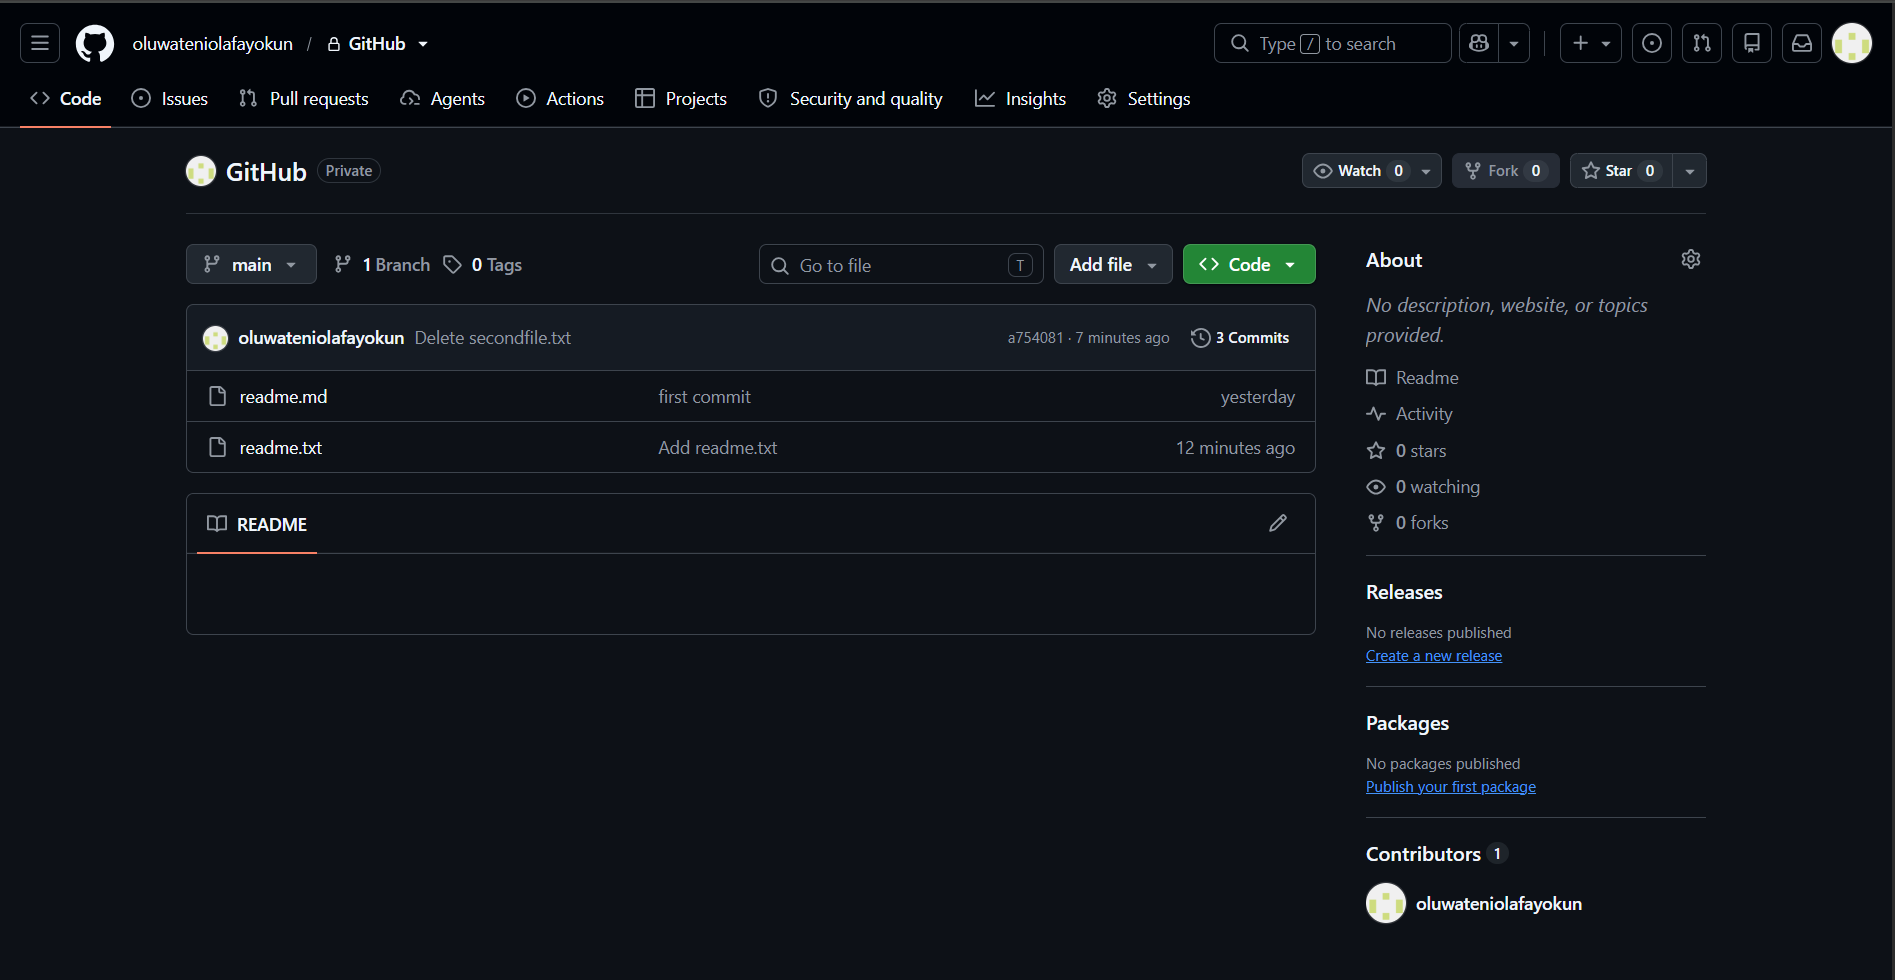 oluwateniolafayokun / GitHub
Type / to search
Code Issues Pull requests Agents Actions Projects Security and quality Insights Settings
GitHub Private
Watch 0 Fork 0 Star 0
main 1 Branch 0 Tags
Go to file T Add file Code
oluwateniolafayokun Delete secondfile.txt a754081 · 7 minutes ago 3 Commits
readme.md first commit yesterday
readme.txt Add readme.txt 12 minutes ago
README
About
No description, website, or topics
provided.
Readme
Activity
0 stars
0 watching
0 forks
Releases
No releases published
Create a new release
Packages
No packages published
Publish your first package
Contributors 1
oluwateniolafayokun